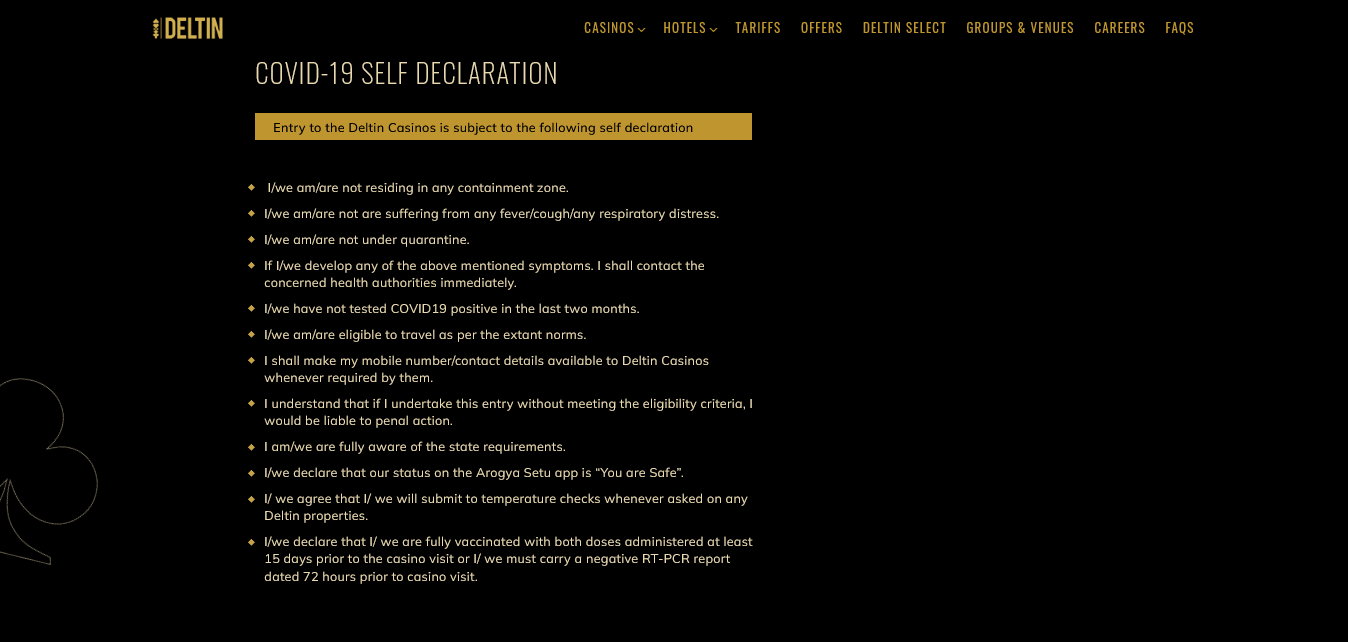 DELTIN
CASINOS HOTELS TARIFFS OFFERS DELTIN SELECT GROUPS & VENUES CAREERS FAQS
COVID-19 SELF DECLARATION
Entry to the Deltin Casinos is subject to the following self declaration
I/we am/are not residing in any containment zone.
I/we am/are not are suffering from any fever/cough/any respiratory distress.
I/we am/are not under quarantine.
If I/we develop any of the above mentioned symptoms. I shall contact the
concerned health authorities immediately.
I/we have not tested COVID19 positive in the last two months.
I/we am/are eligible to travel as per the extant norms.
I shall make my mobile number/contact details available to Deltin Casinos
whenever required by them.
I understand that if I undertake this entry without meeting the eligibility criteria, I
would be liable to penal action.
I am/we are fully aware of the state requirements.
I/we declare that our status on the Arogya Setu app is “You are Safe”.
I/ we agree that I/ we will submit to temperature checks whenever asked on any
Deltin properties.
I/we declare that I/ we are fully vaccinated with both doses administered at least
15 days prior to the casino visit or I/ we must carry a negative RT-PCR report
dated 72 hours prior to casino visit.